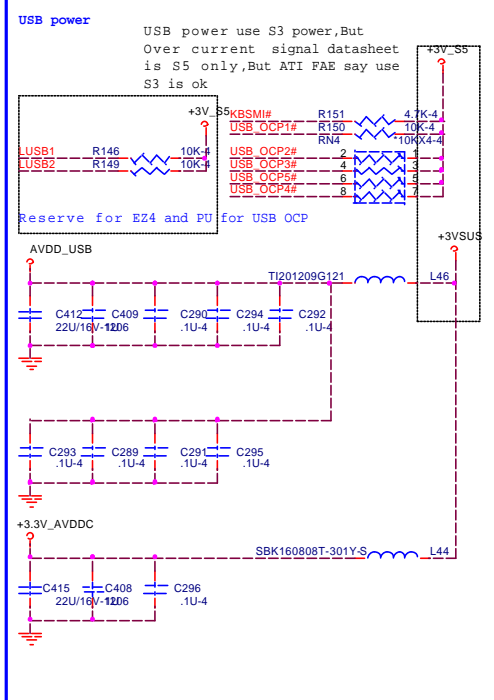 USB power
USB power use S3 power,But
Over current signal datasheet
is S5 only,But ATI FAE say use
S3 is ok
+3V_S5
+3V_S5
KBSMI# R151 4.7K-4
USB_OCP1# R150 10K-4
RN4 *10KX4-4
LUSB1 R146 10K-4
LUSB2 R149 10K-4
USB_OCP2# 2 1
USB_OCP3# 4 3
USB_OCP5# 6 5
USB_OCP4# 8 7
Reserve for EZ4 and PU for USB OCP
+3VSUS
AVDD_USB
TI201209G121 L46
C412 C409 C290 C294 C292
22U/16V-1206 .1U-4 .1U-4 .1U-4
C293 C289 C291 C295
.1U-4 .1U-4 .1U-4 .1U-4
+3.3V_AVDDC
SBK160808T-301Y-S L44
C415 C408 C296
22U/16V-1206 .1U-4